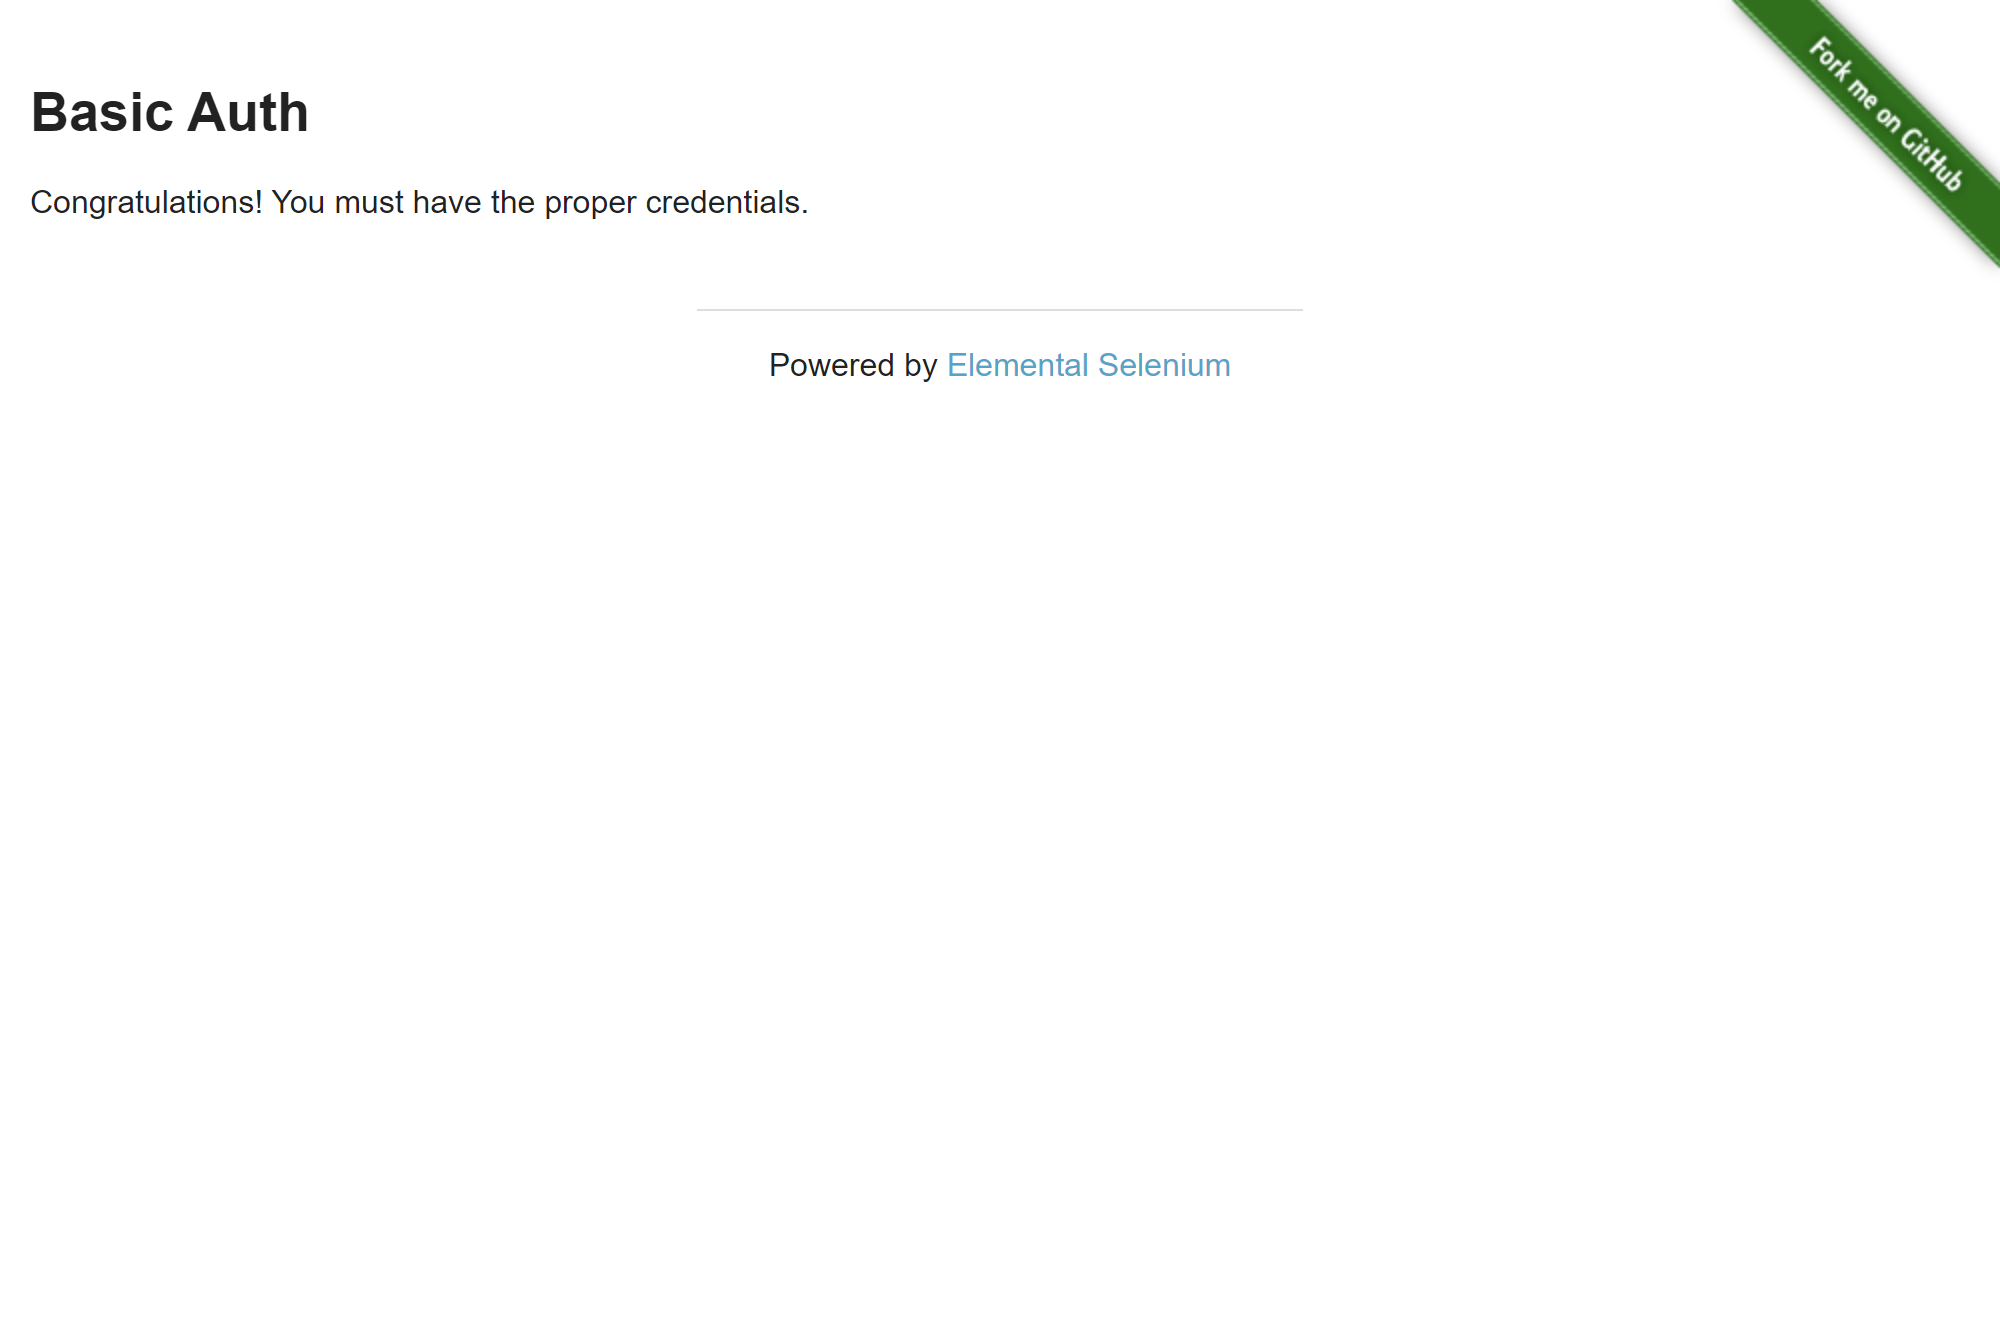 Fork me on GitHub
Basic Auth
Congratulations! You must have the proper credentials.
Powered by Elemental Selenium